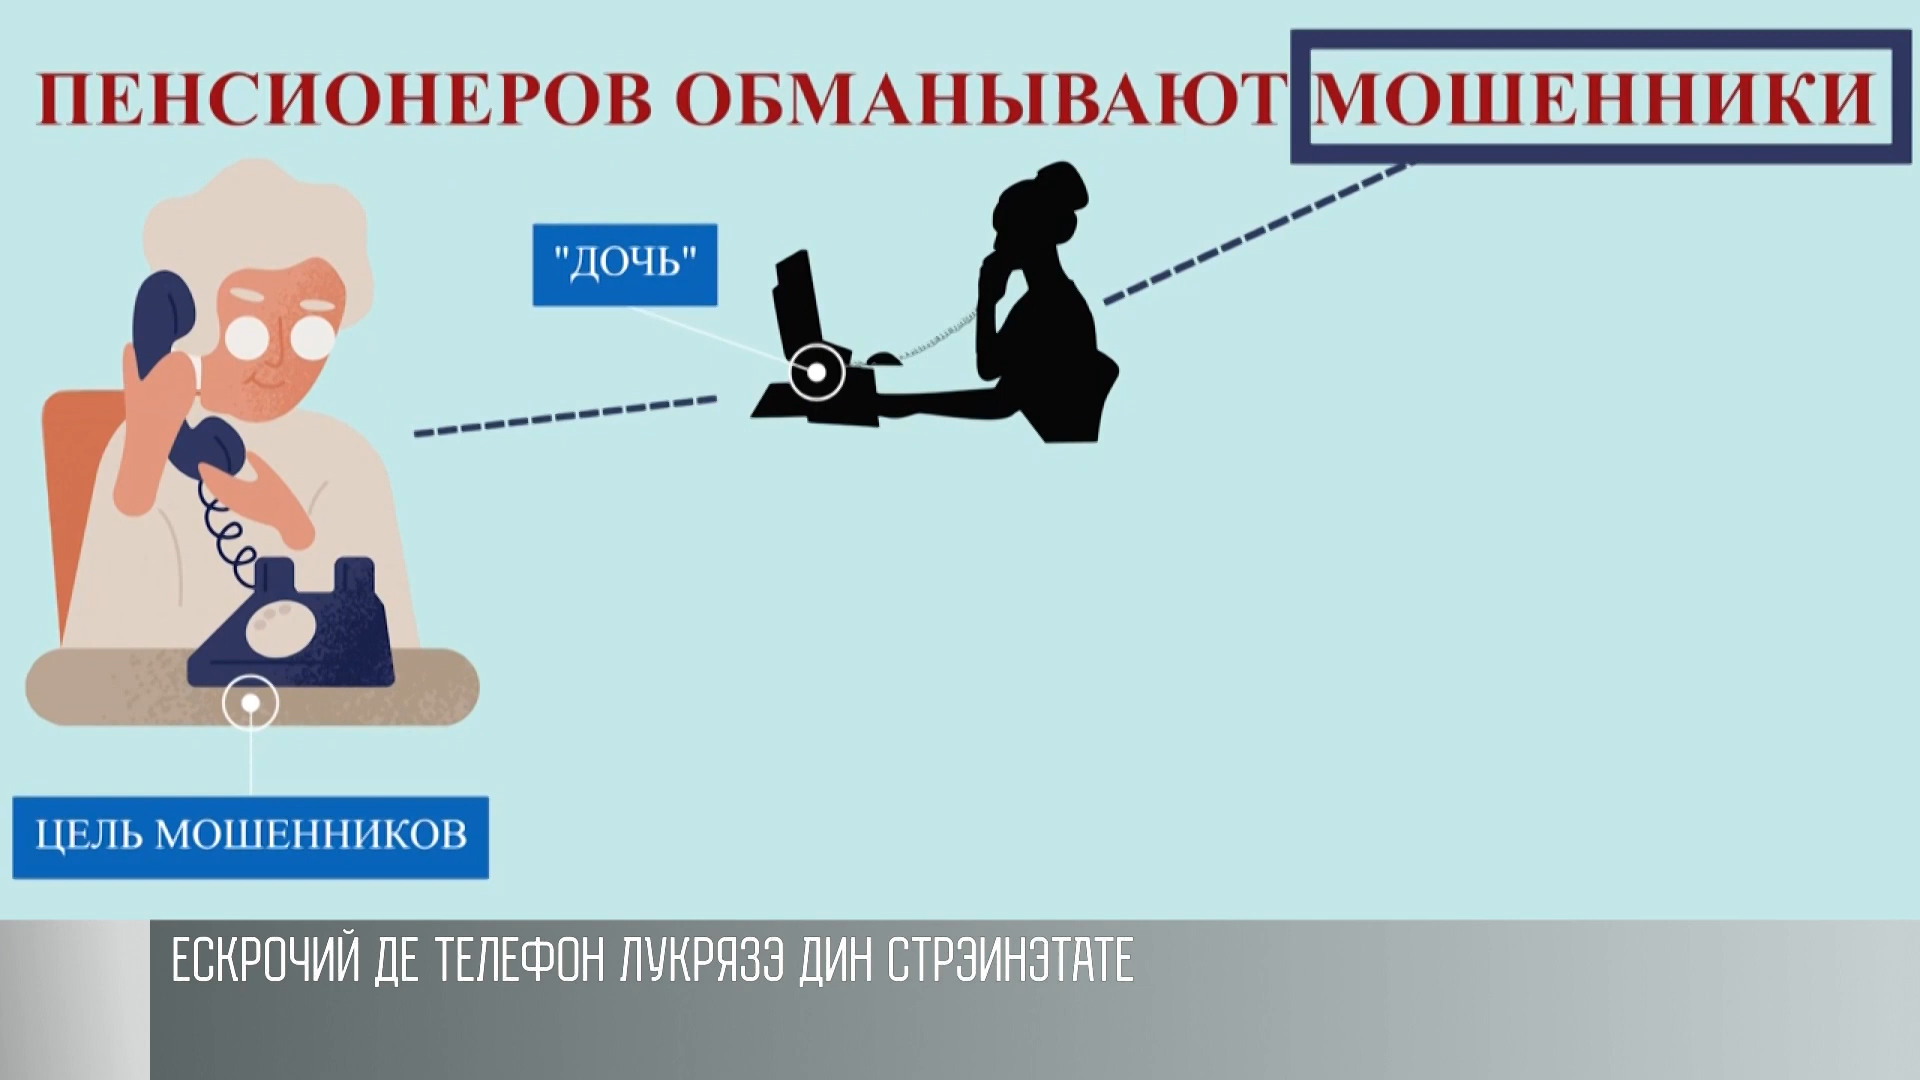 ПЕНСИОНЕРОВ ОБМАНЫВАЮТ МОШЕННИКИ
"ДОЧЬ"
ЦЕЛЬ МОШЕННИКОВ
ЕСКРОЧИЙ ДЕ ТЕЛЕФОН ЛУКРЯЗЭ ДИН СТРЭИНЭТАТЕ